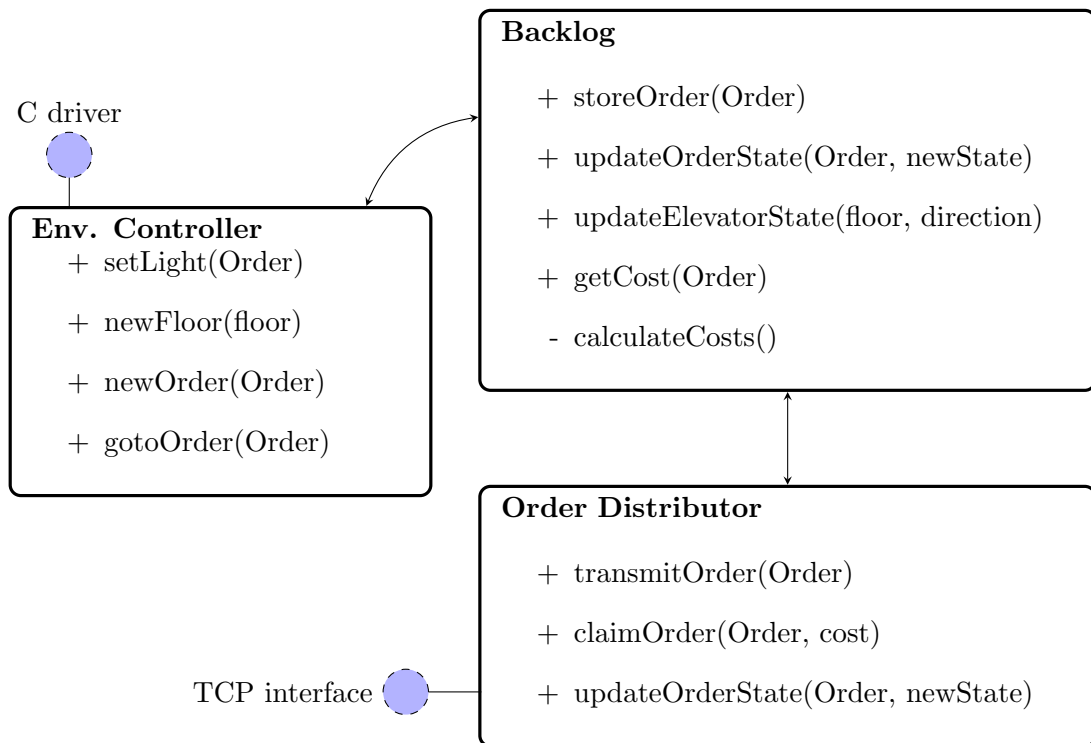 C driver
Env. Controller
+ setLight(Order)
+ newFloor(floor)
+ newOrder(Order)
+ gotoOrder(Order)
Backlog
+ storeOrder(Order)
+ updateOrderState(Order, newState)
+ updateElevatorState(floor, direction)
+ getCost(Order)
- calculateCosts()
Order Distributor
+ transmitOrder(Order)
+ claimOrder(Order, cost)
+ updateOrderState(Order, newState)
TCP interface